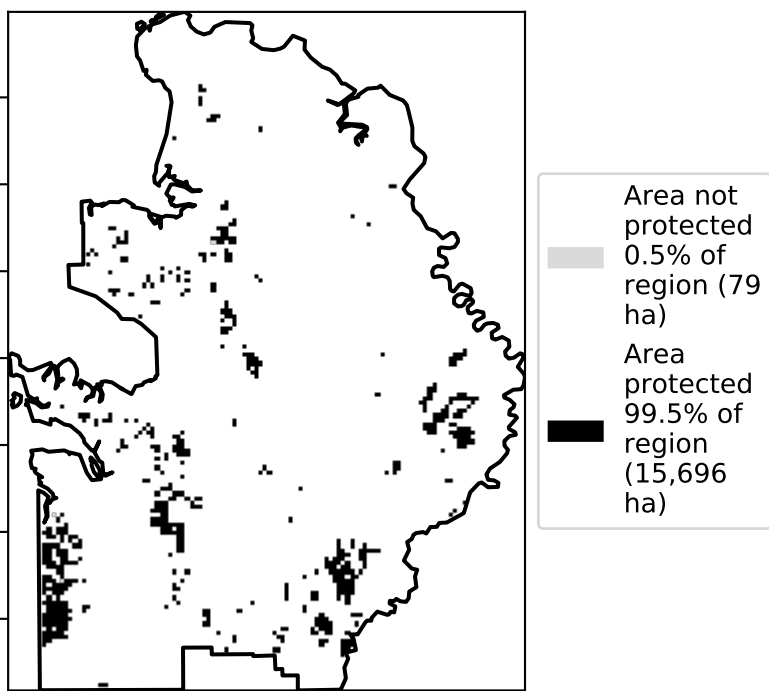 Area not
protected
0.5% of
region (79
ha)
Area
protected
99.5% of
region
(15,696
ha)